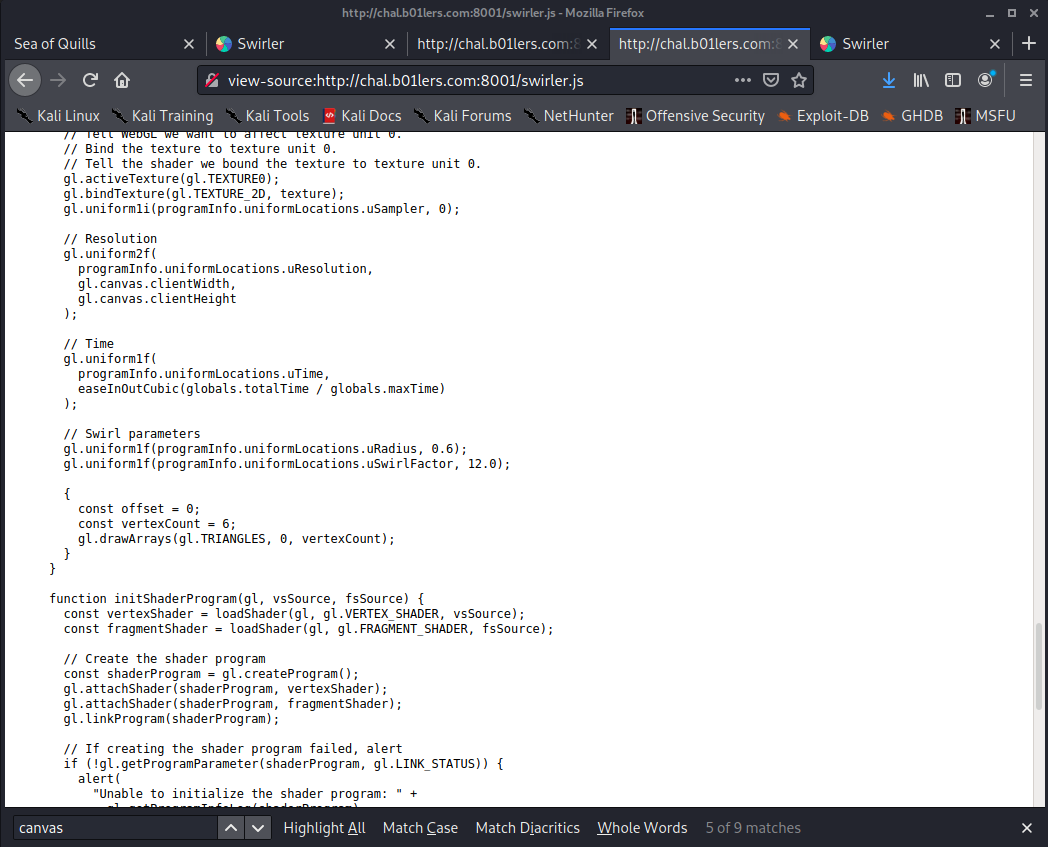 http://chal.b01lers.com:8001/swirler.js - Mozilla Firefox
Sea of Quills
Swirler
http://chal.b01lers.com:8
http://chal.b01lers.com:8
Swirler
view-source:http://chal.b01lers.com:8001/swirler.js
Kali Linux Kali Training Kali Tools Kali Docs Kali Forums NetHunter Offensive Security Exploit-DB GHDB MSFU
// Tell WebGL we want to affect texture unit 0.
// Bind the texture to texture unit 0.
// Tell the shader we bound the texture to texture unit 0.
gl.activeTexture(gl.TEXTURE0);
gl.bindTexture(gl.TEXTURE_2D, texture);
gl.uniform1i(programInfo.uniformLocations.uSampler, 0);
// Resolution
gl.uniform2f(
programInfo.uniformLocations.uResolution,
gl.canvas.clientWidth,
gl.canvas.clientHeight
);
// Time
gl.uniform1f(
programInfo.uniformLocations.uTime,
easeInOutCubic(globals.totalTime / globals.maxTime)
);
// Swirl parameters
gl.uniform1f(programInfo.uniformLocations.uRadius, 0.6);
gl.uniform1f(programInfo.uniformLocations.uSwirlFactor, 12.0);
{
const offset = 0;
const vertexCount = 6;
gl.drawArrays(gl.TRIANGLES, 0, vertexCount);
}
}
function initShaderProgram(gl, vsSource, fsSource) {
const vertexShader = loadShader(gl, gl.VERTEX_SHADER, vsSource);
const fragmentShader = loadShader(gl, gl.FRAGMENT_SHADER, fsSource);
// Create the shader program
const shaderProgram = gl.createProgram();
gl.attachShader(shaderProgram, vertexShader);
gl.attachShader(shaderProgram, fragmentShader);
gl.linkProgram(shaderProgram);
// If creating the shader program failed, alert
if (!gl.getProgramParameter(shaderProgram, gl.LINK_STATUS)) {
alert(
"Unable to initialize the shader program: " +
gl.getProgramInfoLog(shaderProgram)
canvas Highlight All Match Case Match Diacritics Whole Words 5 of 9 matches